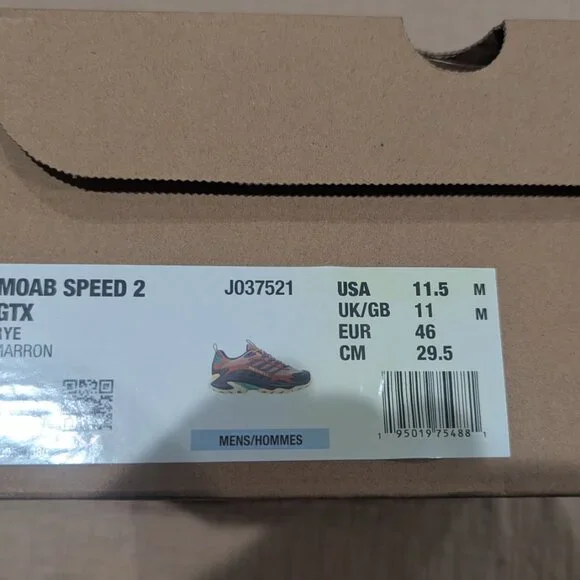 MOAB SPEED 2
GTX
RYE
MARRON
J037521
MENS/HOMMES
USA 11.5 M
UK/GB 11 M
EUR 46
CM 29.5
1 95019 75488 1